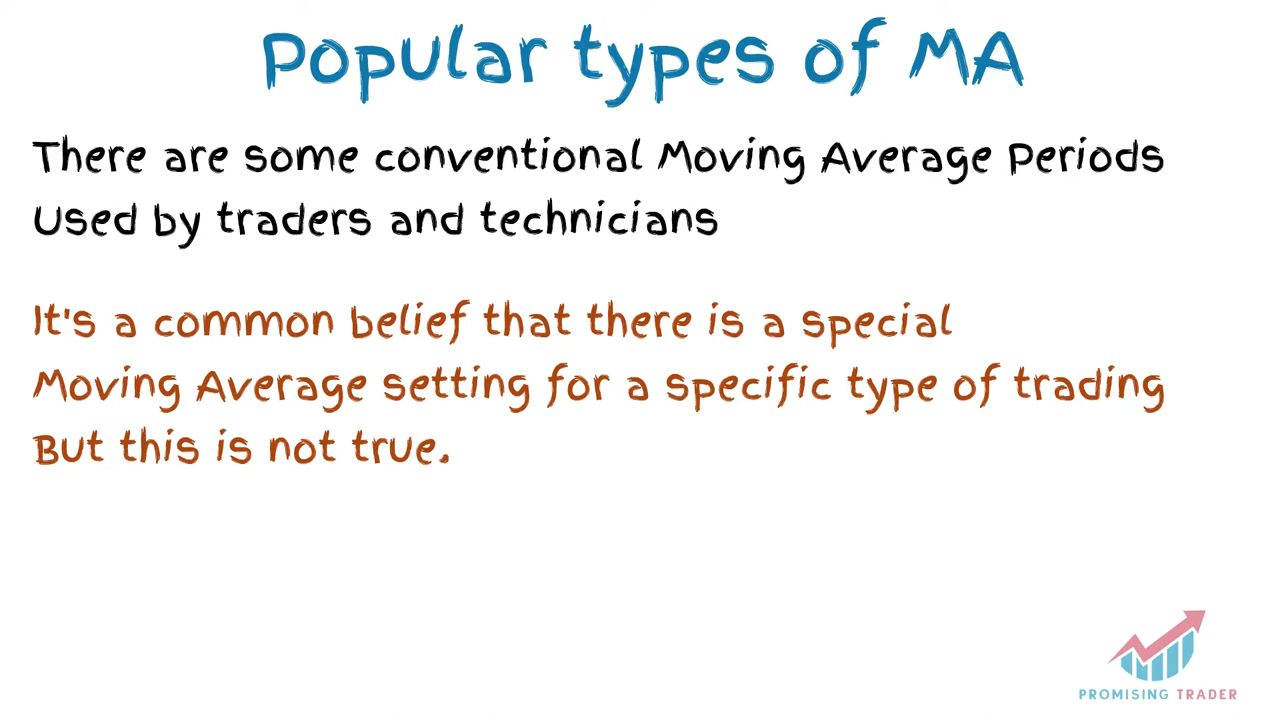 Popular types of MA
There are some conventional Moving Average Periods
Used by traders and technicians
It's a common belief that there is a special
Moving Average setting for a specific type of trading
But this is not true.
PROMISING TRADER